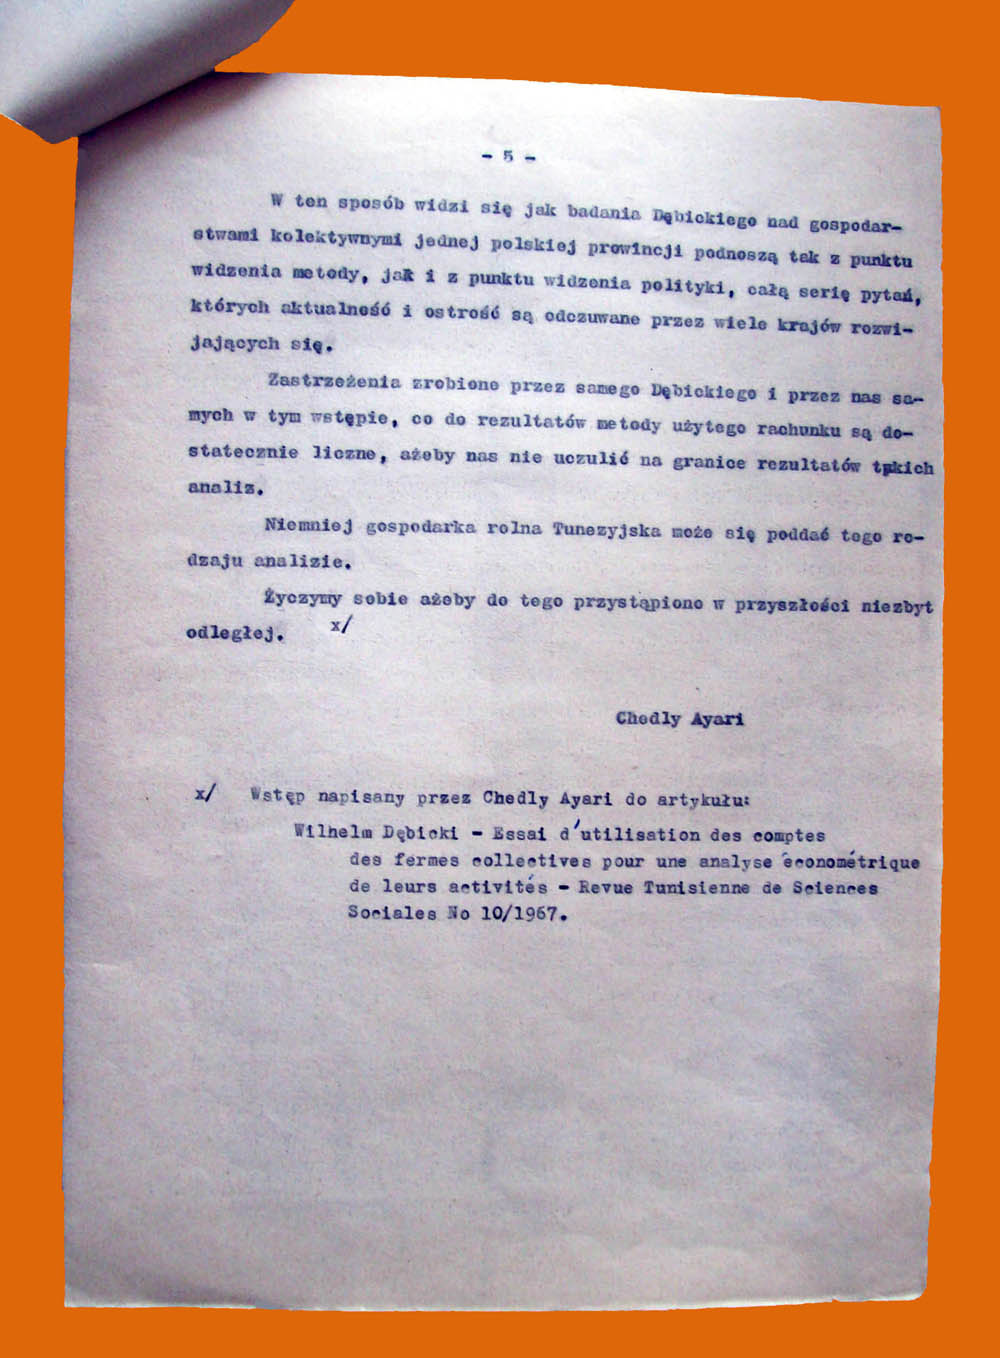 - 5 -
W ten sposób widzi się jak badania Dębickiego nad gospodar-
stwami kolektywnymi jednej polskiej prowincji podnoszą tak z punktu
widzenia metody, jak i z punktu widzenia polityki, całą serię pytań,
których aktualność i ostrość są odczuwane przez wiele krajów rozwi-
jających się.
Zastrzeżenia zrobione przez samego Dębickiego i przez nas sa-
mych w tym wstępie, co do rezultatów metody użytego rachunku są do-
statecznie liczne, ażeby nas nie uczulić na granice rezultatów takich
analiz.
Niemniej gospodarka rolna Tunezyjska może się poddać tego ro-
dzaju analizie.
Życzymy sobie ażeby do tego przystąpiono w przyszłości niezbyt
odległej. x/
Chedly Ayari
x/ Wstęp napisany przez Chedly Ayari do artykułu:
Wilhelm Dębicki - Essai d'utilisation des comptes
des fermes collectives pour une analyse économétrique
de leurs activités - Revue Tunisienne de Sciences
Sociales No 10/1967.